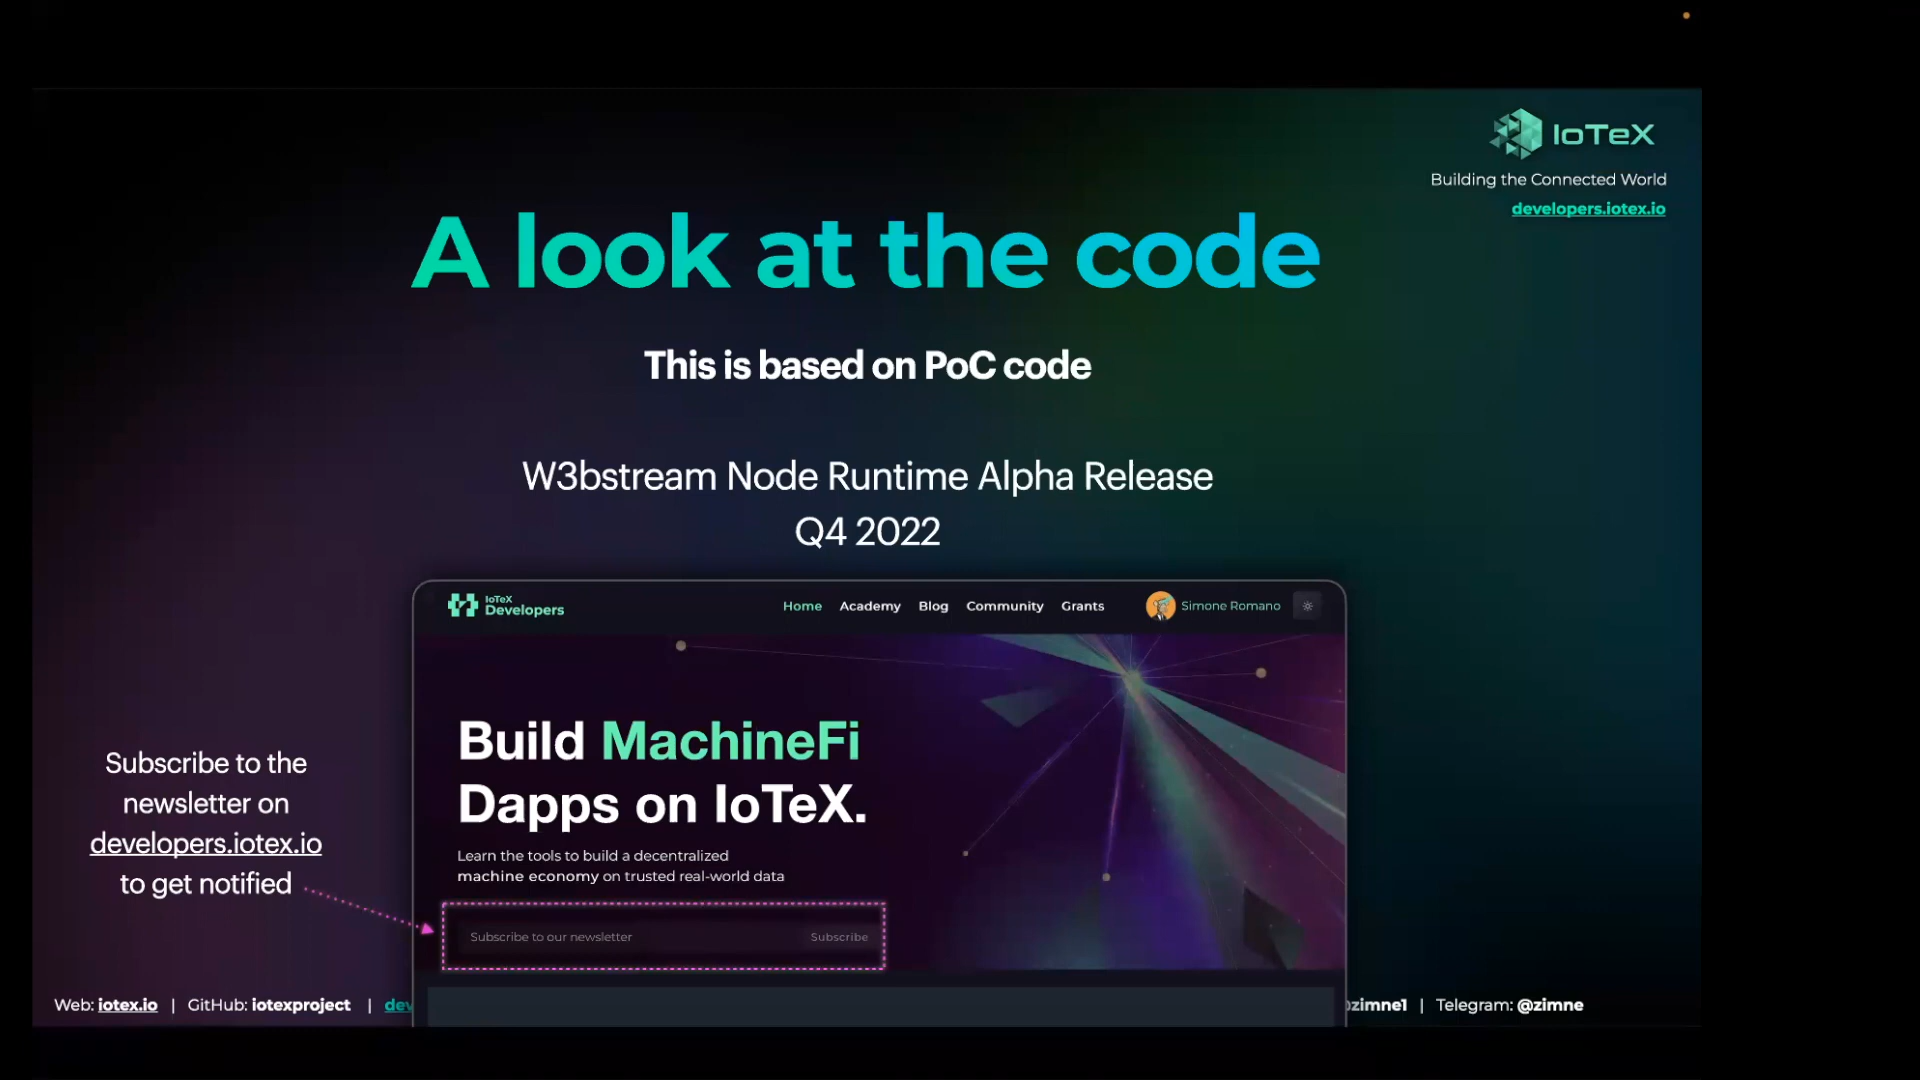 IoTeX
Building the Connected World
developers.iotex.io
A look at the code
This is based on PoC code
W3bstream Node Runtime Alpha Release
Q4 2022
IoTeX
Developers
Home Academy Blog Community Grants Simone Romano
Build MachineFi
Dapps on IoTeX.
Learn the tools to build a decentralized
machine economy on trusted real-world data
Subscribe to our newsletter Subscribe
Subscribe to the
newsletter on
developers.iotex.io
to get notified
Web: iotex.io | GitHub: iotexproject | dev
zimne1 | Telegram: @zimne